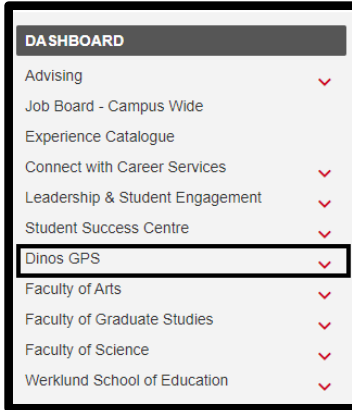 DASHBOARD
Advising
Job Board - Campus Wide
Experience Catalogue
Connect with Career Services
Leadership & Student Engagement
Student Success Centre
Dinos GPS
Faculty of Arts
Faculty of Graduate Studies
Faculty of Science
Werklund School of Education